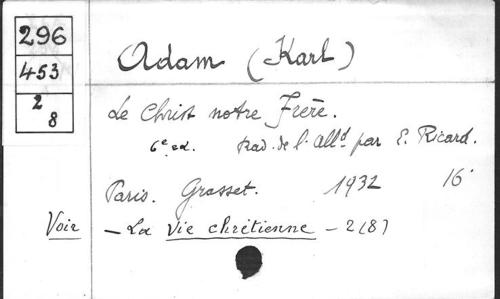 296
453
2
8
Adam (Karl)
Le Christ notre Frère.
6e ed. trad. de l'all^d par E. Ricard.
Paris. Grasset. 1932 16°
Voir — La Vie chrétienne — 2(8)